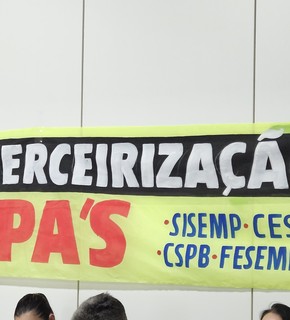 ERCEIRIZAÇÃ
PA'S
·SISEMP·CES
·CSPB·FESEM